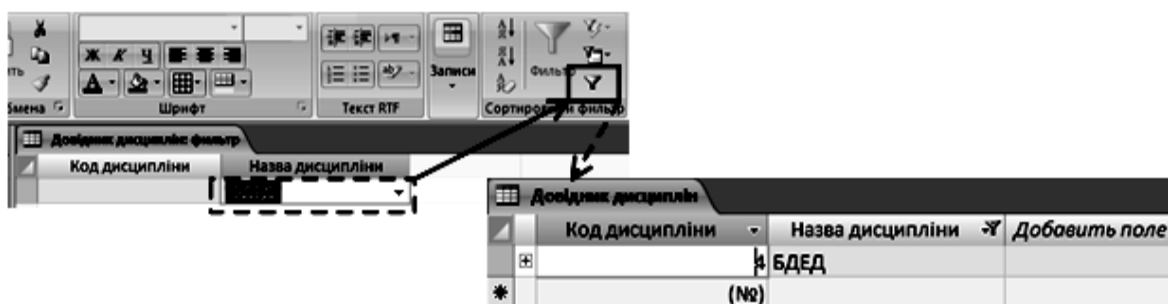 Ж К Ч
Записи
Фильтр
Шрифт
Текст RTF
Довідник дисциплін: фильтр
Код дисципліни Назва дисципліни
Довідник дисциплін
Код дисципліни Назва дисципліни Добавить поле
4 БДЕД
(№)